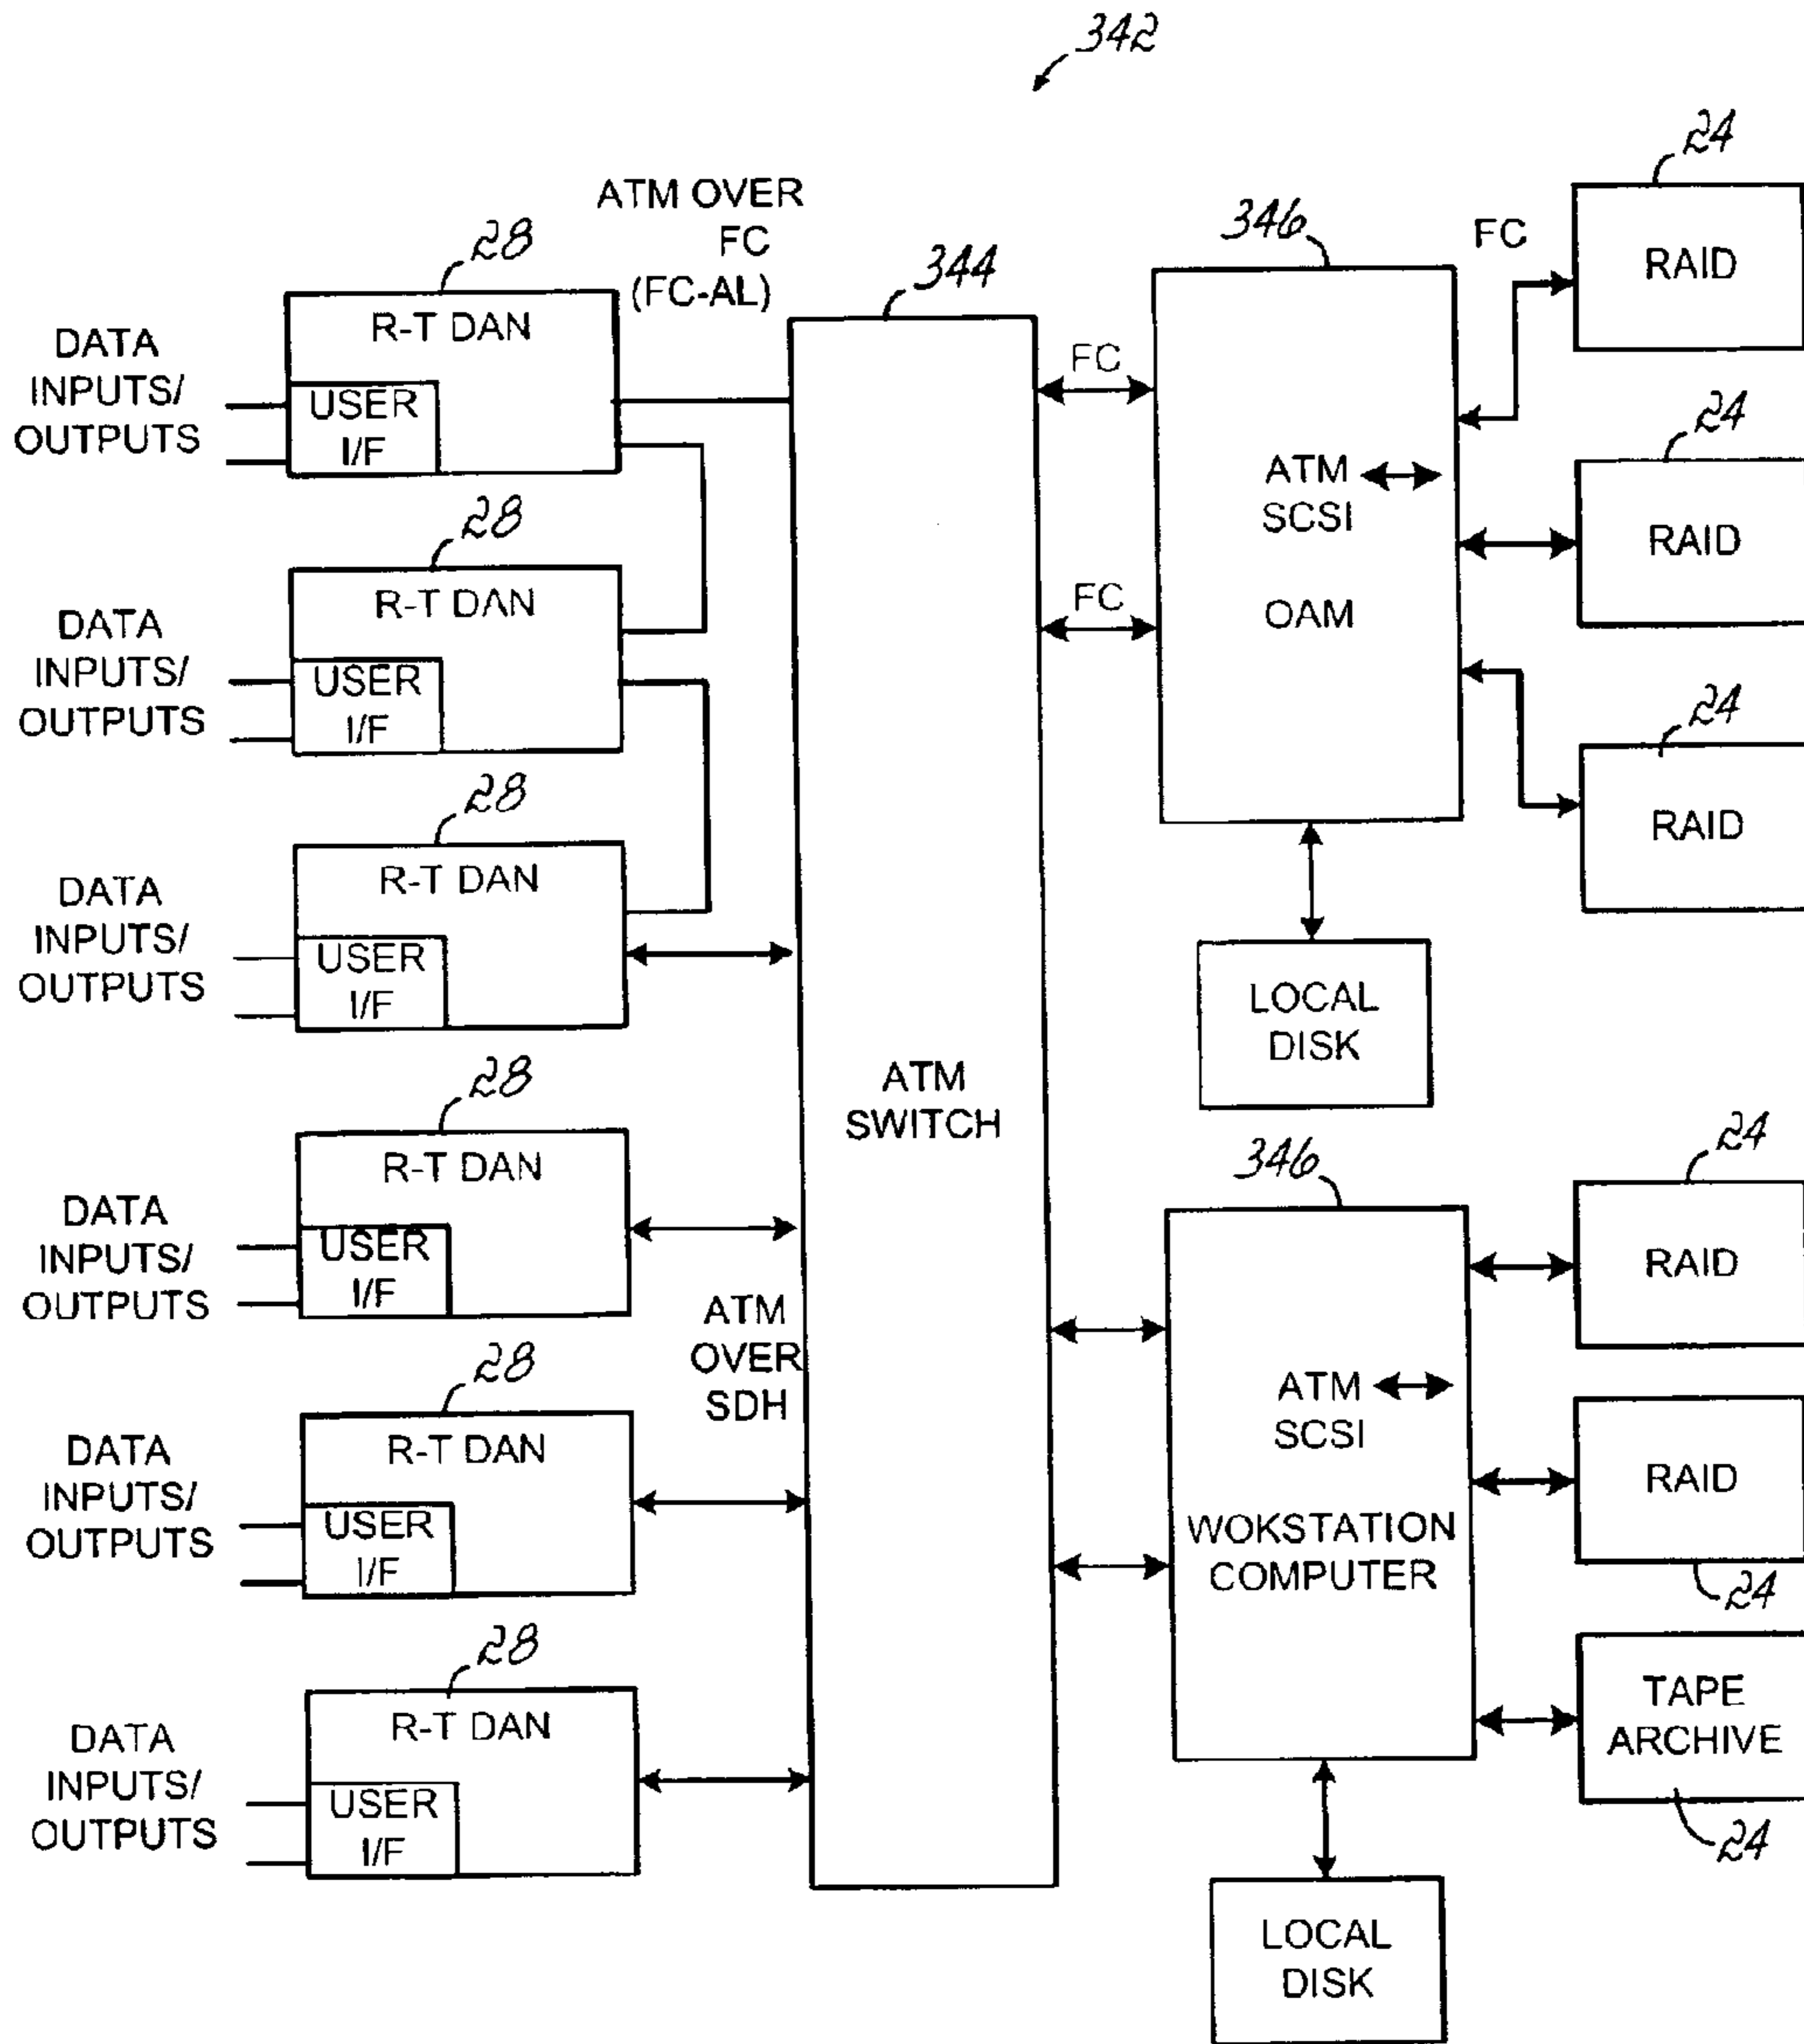 342
ATM OVER
FC
(FC-AL)
28
R-T DAN
USER
I/F
DATA
INPUTS/
OUTPUTS
28
R-T DAN
USER
I/F
DATA
INPUTS/
OUTPUTS
28
R-T DAN
USER
I/F
DATA
INPUTS/
OUTPUTS
28
R-T DAN
USER
I/F
DATA
INPUTS/
OUTPUTS
ATM
OVER
SDH
28
R-T DAN
USER
I/F
DATA
INPUTS/
OUTPUTS
28
R-T DAN
USER
I/F
DATA
INPUTS/
OUTPUTS
344
ATM
SWITCH
FC
FC
346
ATM
SCSI
OAM
FC
24
RAID
24
RAID
24
RAID
LOCAL
DISK
346
ATM
SCSI
WOKSTATION
COMPUTER
24
RAID
RAID
24
TAPE
ARCHIVE
24
LOCAL
DISK